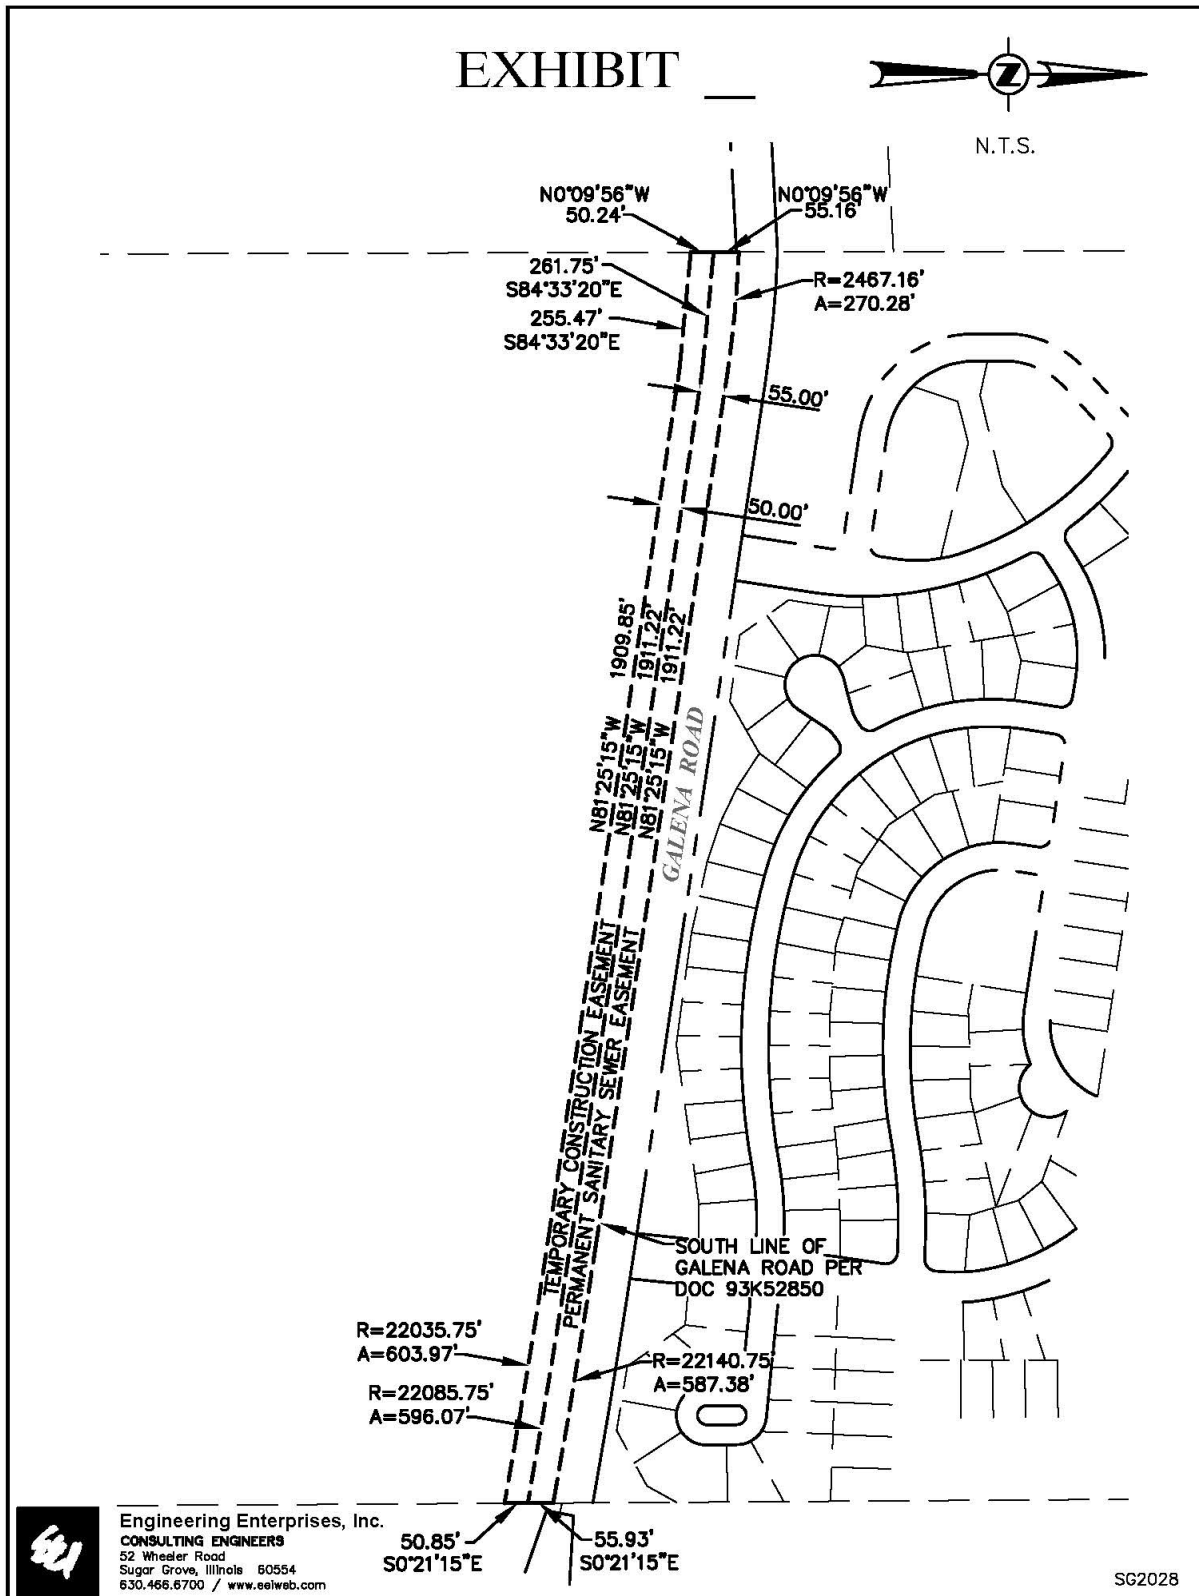 EXHIBIT __
N.T.S.
N0°09'56"W
50.24'
N0°09'56"W
55.16'
261.75'
S84°33'20"E
255.47'
S84°33'20"E
R=2467.16'
A=270.28'
55.00'
50.00'
N81°25'15"W 1909.85'
N81°25'15"W 1911.22'
N81°25'15"W 1911.22'
GALENA ROAD
TEMPORARY CONSTRUCTION EASEMENT
PERMANENT SANITARY SEWER EASEMENT
SOUTH LINE OF
GALENA ROAD PER
DOC 93K52850
R=22035.75'
A=603.97'
R=22140.75'
A=587.38'
R=22085.75'
A=596.07'
50.85'
S0°21'15"E
55.93'
S0°21'15"E
Engineering Enterprises, Inc.
CONSULTING ENGINEERS
52 Wheeler Road
Sugar Grove, Illinois 60554
630.466.6700 / www.eeiweb.com
SG2028